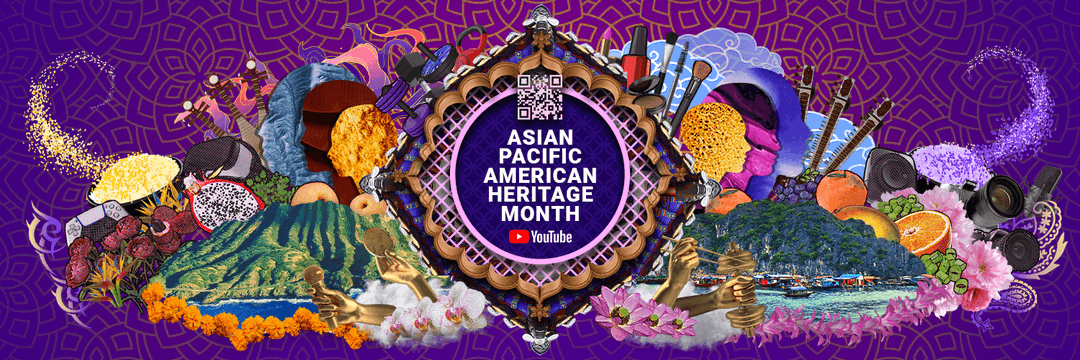 ASIAN
PACIFIC
AMERICAN
HERITAGE
MONTH
YouTube